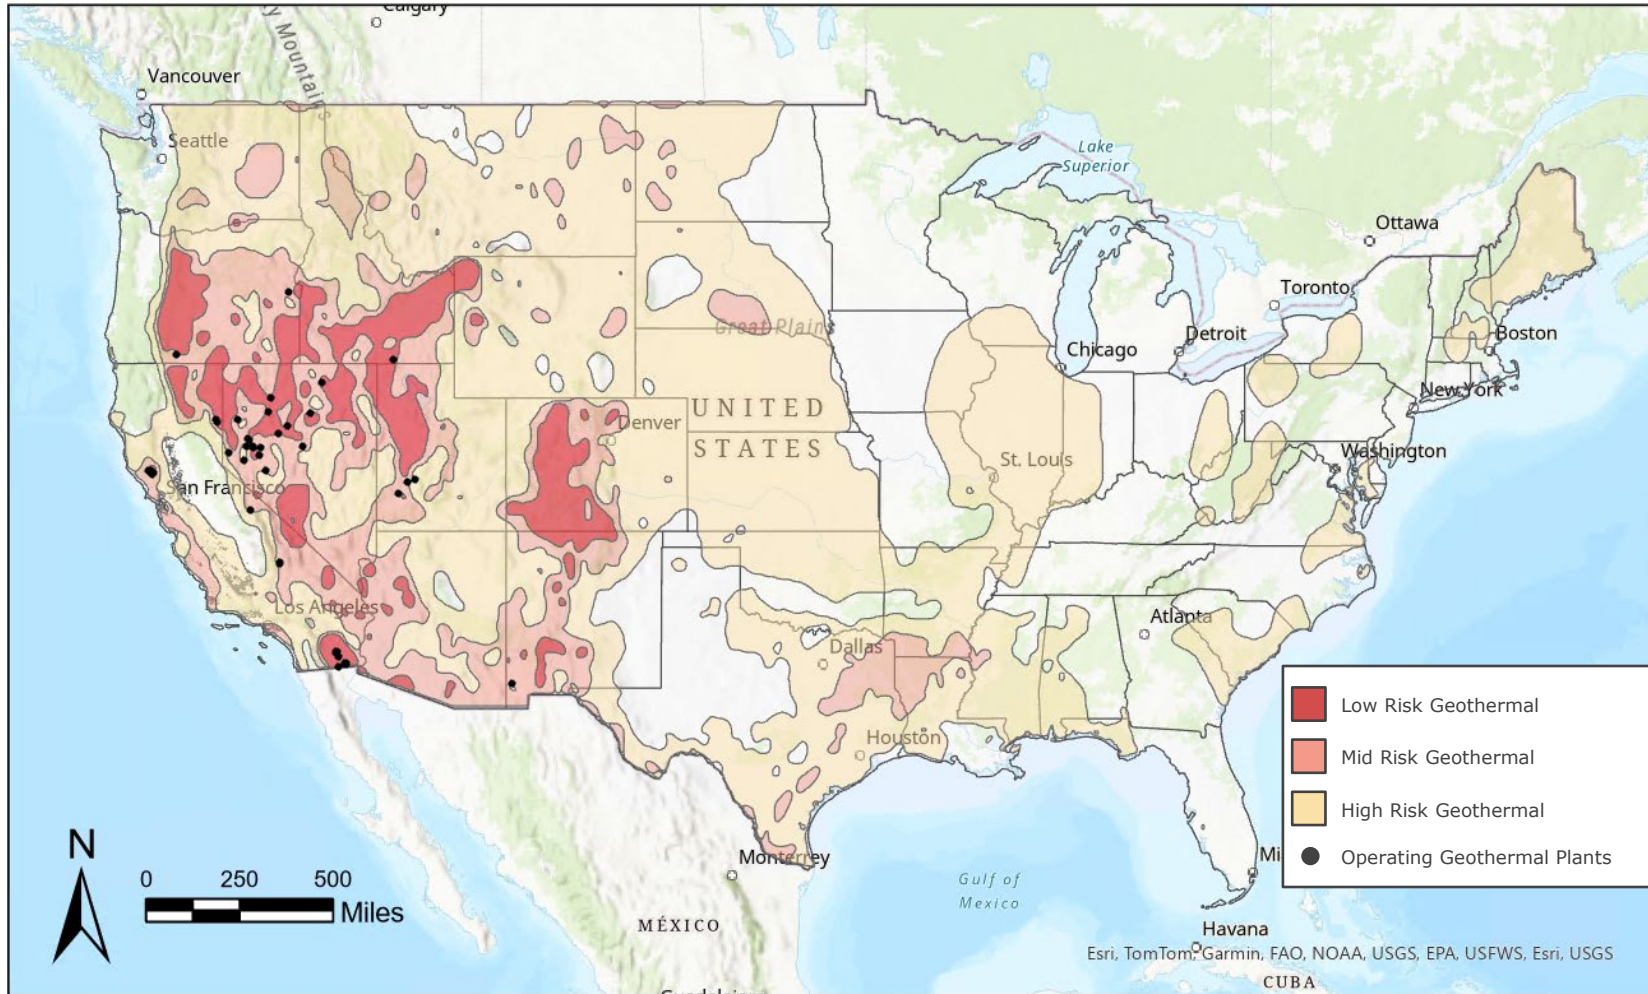 Calgary
Vancouver
y Mountains
Seattle
Lake
Superior
Ottawa
Toronto
Great Plains
Detroit
Boston
Chicago
New York
UNITED
STATES
Denver
Washington
St. Louis
San Francisco
Los Angeles
Atlanta
Dallas
Houston
Low Risk Geothermal
Mid Risk Geothermal
High Risk Geothermal
Operating Geothermal Plants
N
0 250 500
Miles
Monterrey
Mi
Gulf of
Mexico
MÉXICO
Havana
Esri, TomTom, Garmin, FAO, NOAA, USGS, EPA, USFWS, Esri, USGS
CUBA